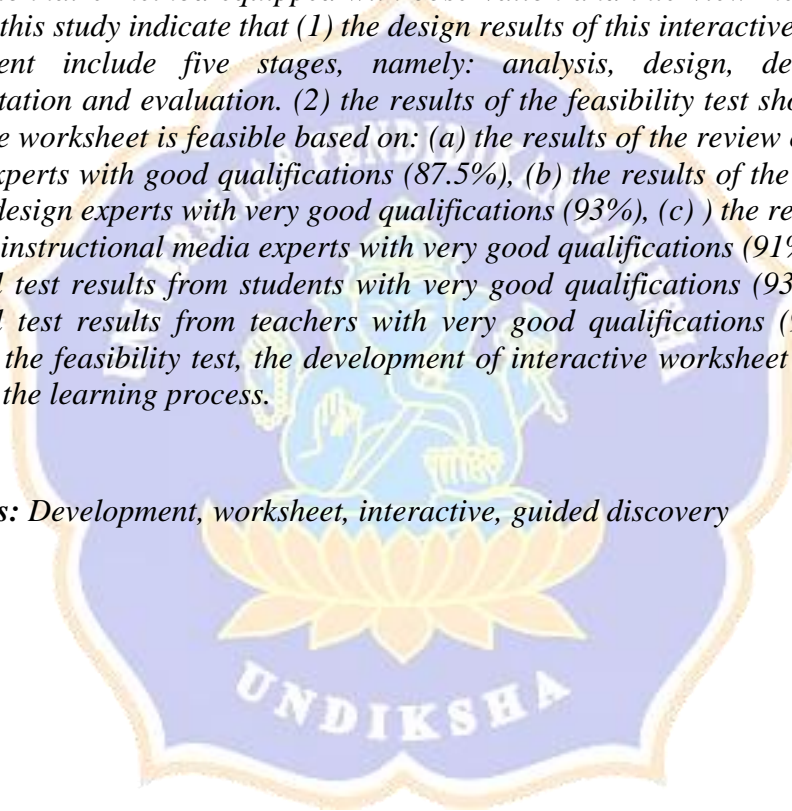 this study indicate that (1) the design results of this interactive
ent include five stages, namely: analysis, design, de
tation and evaluation. (2) the results of the feasibility test sho
e worksheet is feasible based on: (a) the results of the review
xperts with good qualifications (87.5%), (b) the results of the
design experts with very good qualifications (93%), (c) ) the re
instructional media experts with very good qualifications (91%
l test results from students with very good qualifications (93
l test results from teachers with very good qualifications (
the feasibility test, the development of interactive worksheet
the learning process.
s: Development, worksheet, interactive, guided discovery
UNIVERSITAS PENDIDIKAN GANESHA
UNDIKSHA